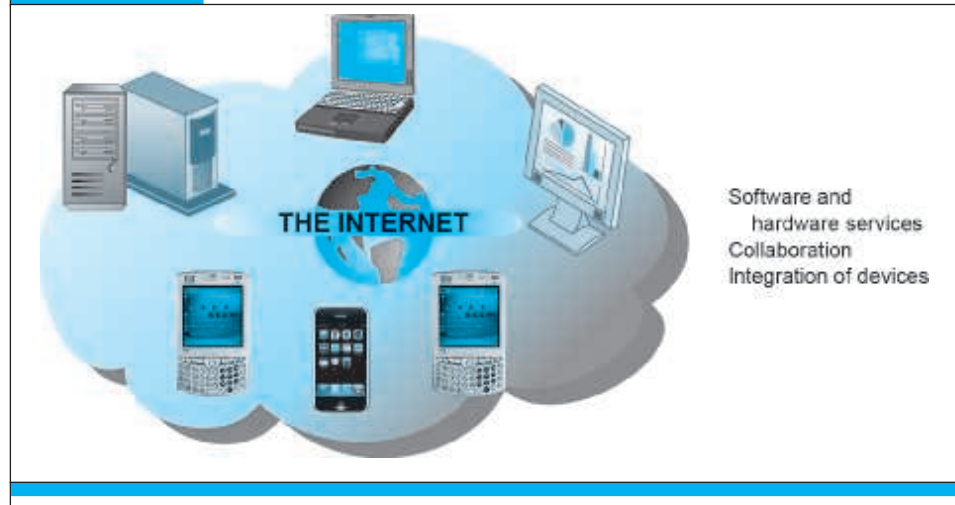 THE INTERNET
Software and
hardware services
Collaboration
Integration of devices